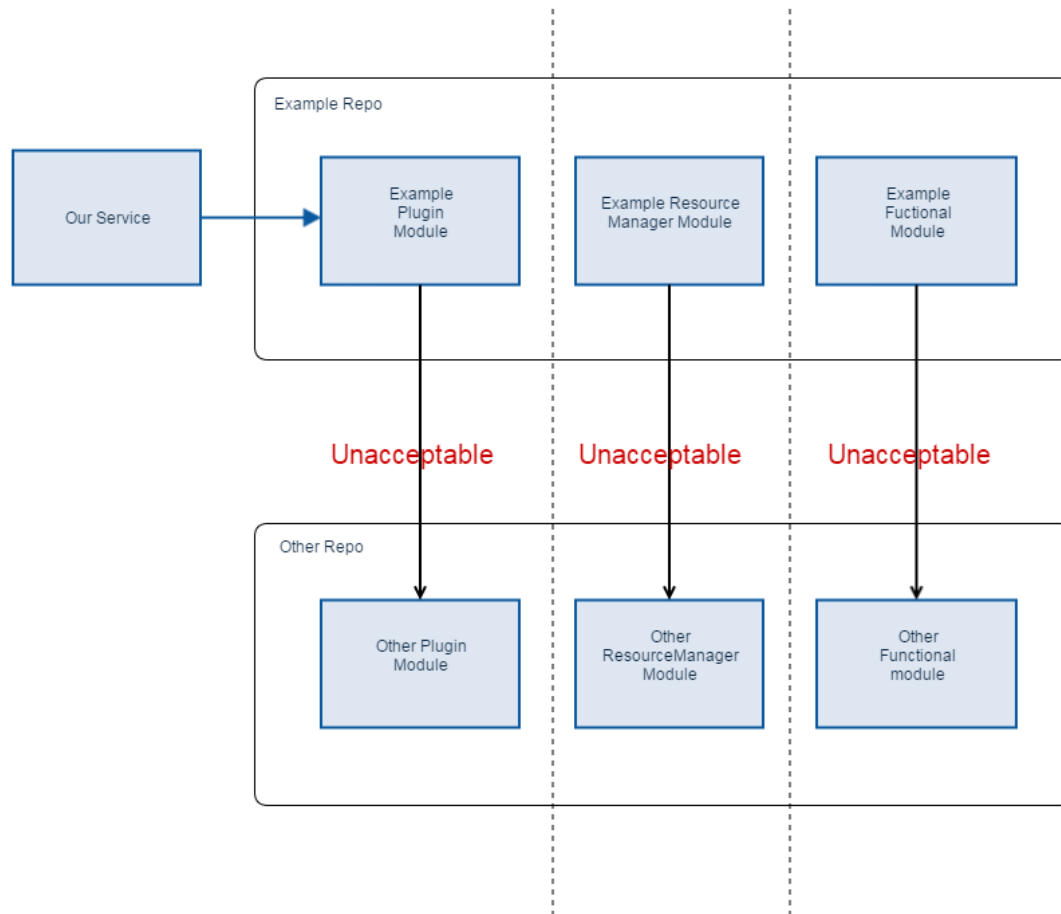 Example Repo
Our Service
Example
Plugin
Module
Example Resource
Manager Module
Example
Fuctional
Module
Unacceptable
Unacceptable
Unacceptable
Other Repo
Other Plugin
Module
Other
ResourceManager
Module
Other
Functional
module